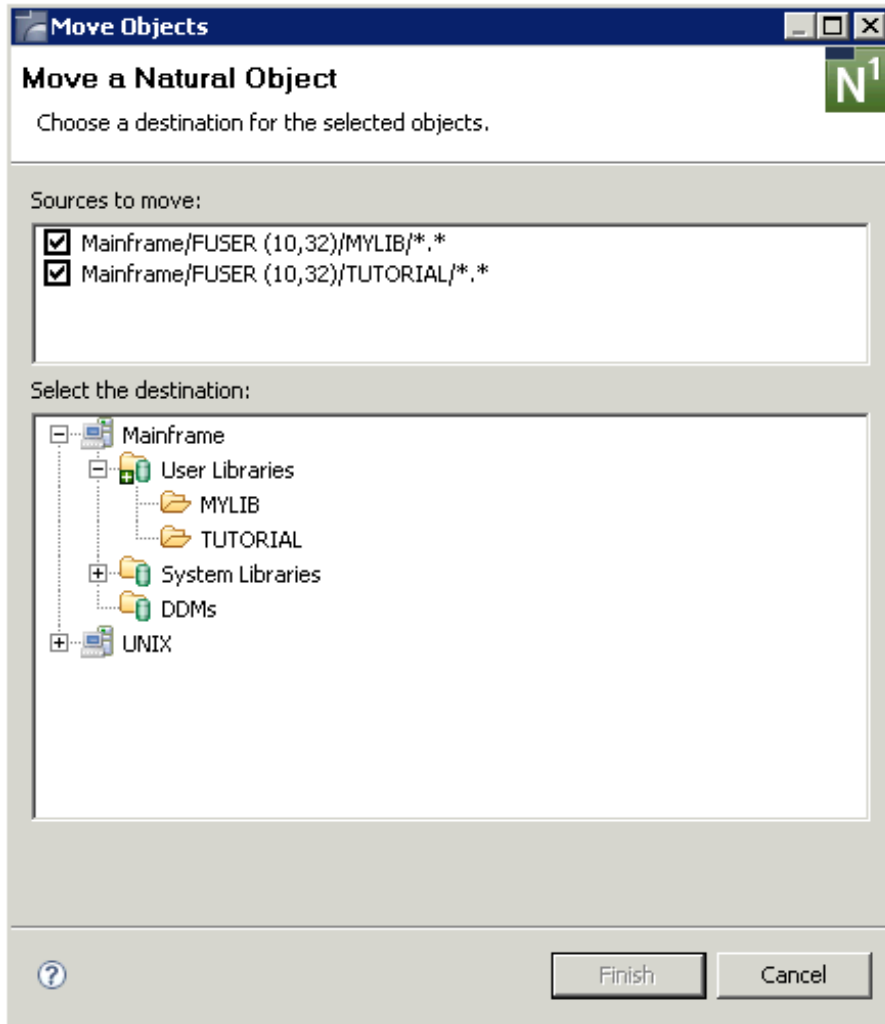 Move Objects
Move a Natural Object
N1
Choose a destination for the selected objects.
Sources to move:
Mainframe/FUSER (10,32)/MYLIB/*.*
Mainframe/FUSER (10,32)/TUTORIAL/*.*
Select the destination:
Mainframe
User Libraries
MYLIB
TUTORIAL
System Libraries
DDMs
UNIX
? Finish Cancel